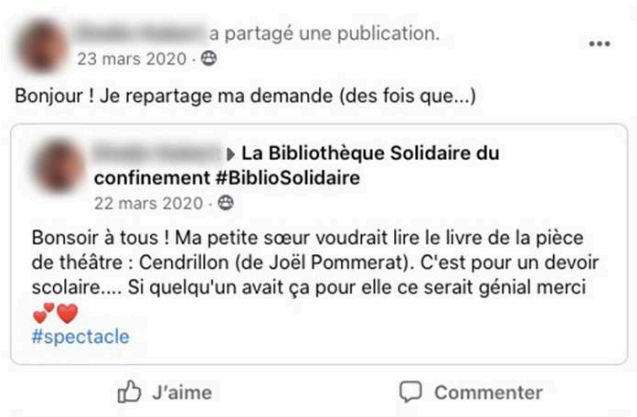 a partagé une publication.
23 mars 2020 ·
Bonjour ! Je repartage ma demande (des fois que...)
La Bibliothèque Solidaire du
confinement #BiblioSolidaire
22 mars 2020 ·
Bonsoir à tous ! Ma petite sœur voudrait lire le livre de la pièce
de théâtre : Cendrillon (de Joël Pommerat). C'est pour un devoir
scolaire.... Si quelqu'un avait ça pour elle ce serait génial merci
💕❤️
#spectacle
J'aime Commenter